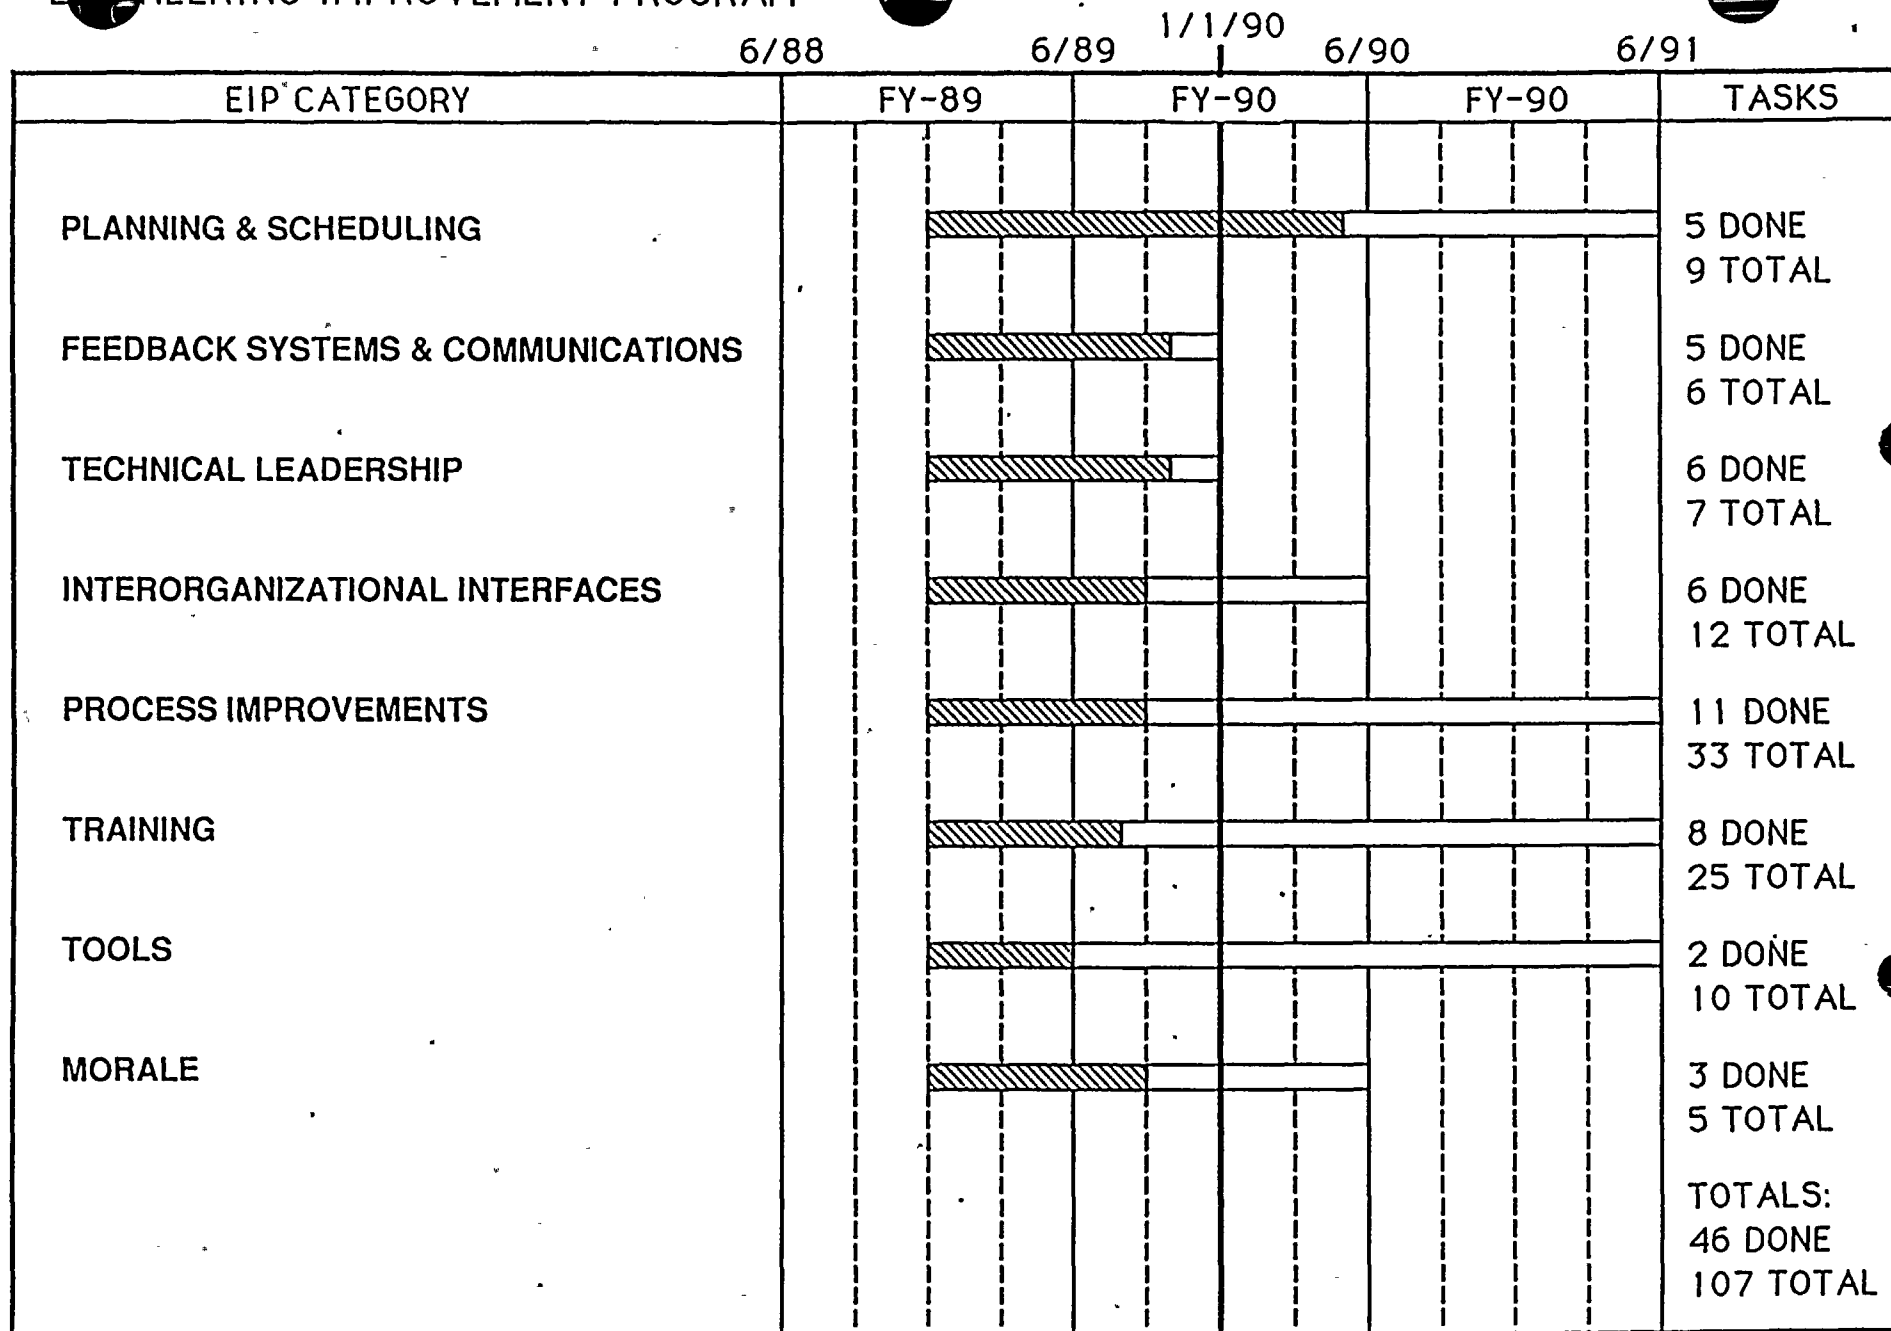 IMPROVEMENT PROGRAM
1/1/90
6/88 6/89 6/90 6/91
EIP CATEGORY FY-89 FY-90 FY-90 TASKS
PLANNING & SCHEDULING 5 DONE
9 TOTAL
FEEDBACK SYSTEMS & COMMUNICATIONS 5 DONE
6 TOTAL
TECHNICAL LEADERSHIP 6 DONE
7 TOTAL
INTERORGANIZATIONAL INTERFACES 6 DONE
12 TOTAL
PROCESS IMPROVEMENTS 11 DONE
33 TOTAL
TRAINING 8 DONE
25 TOTAL
TOOLS 2 DONE
10 TOTAL
MORALE 3 DONE
5 TOTAL
TOTALS:
46 DONE
107 TOTAL